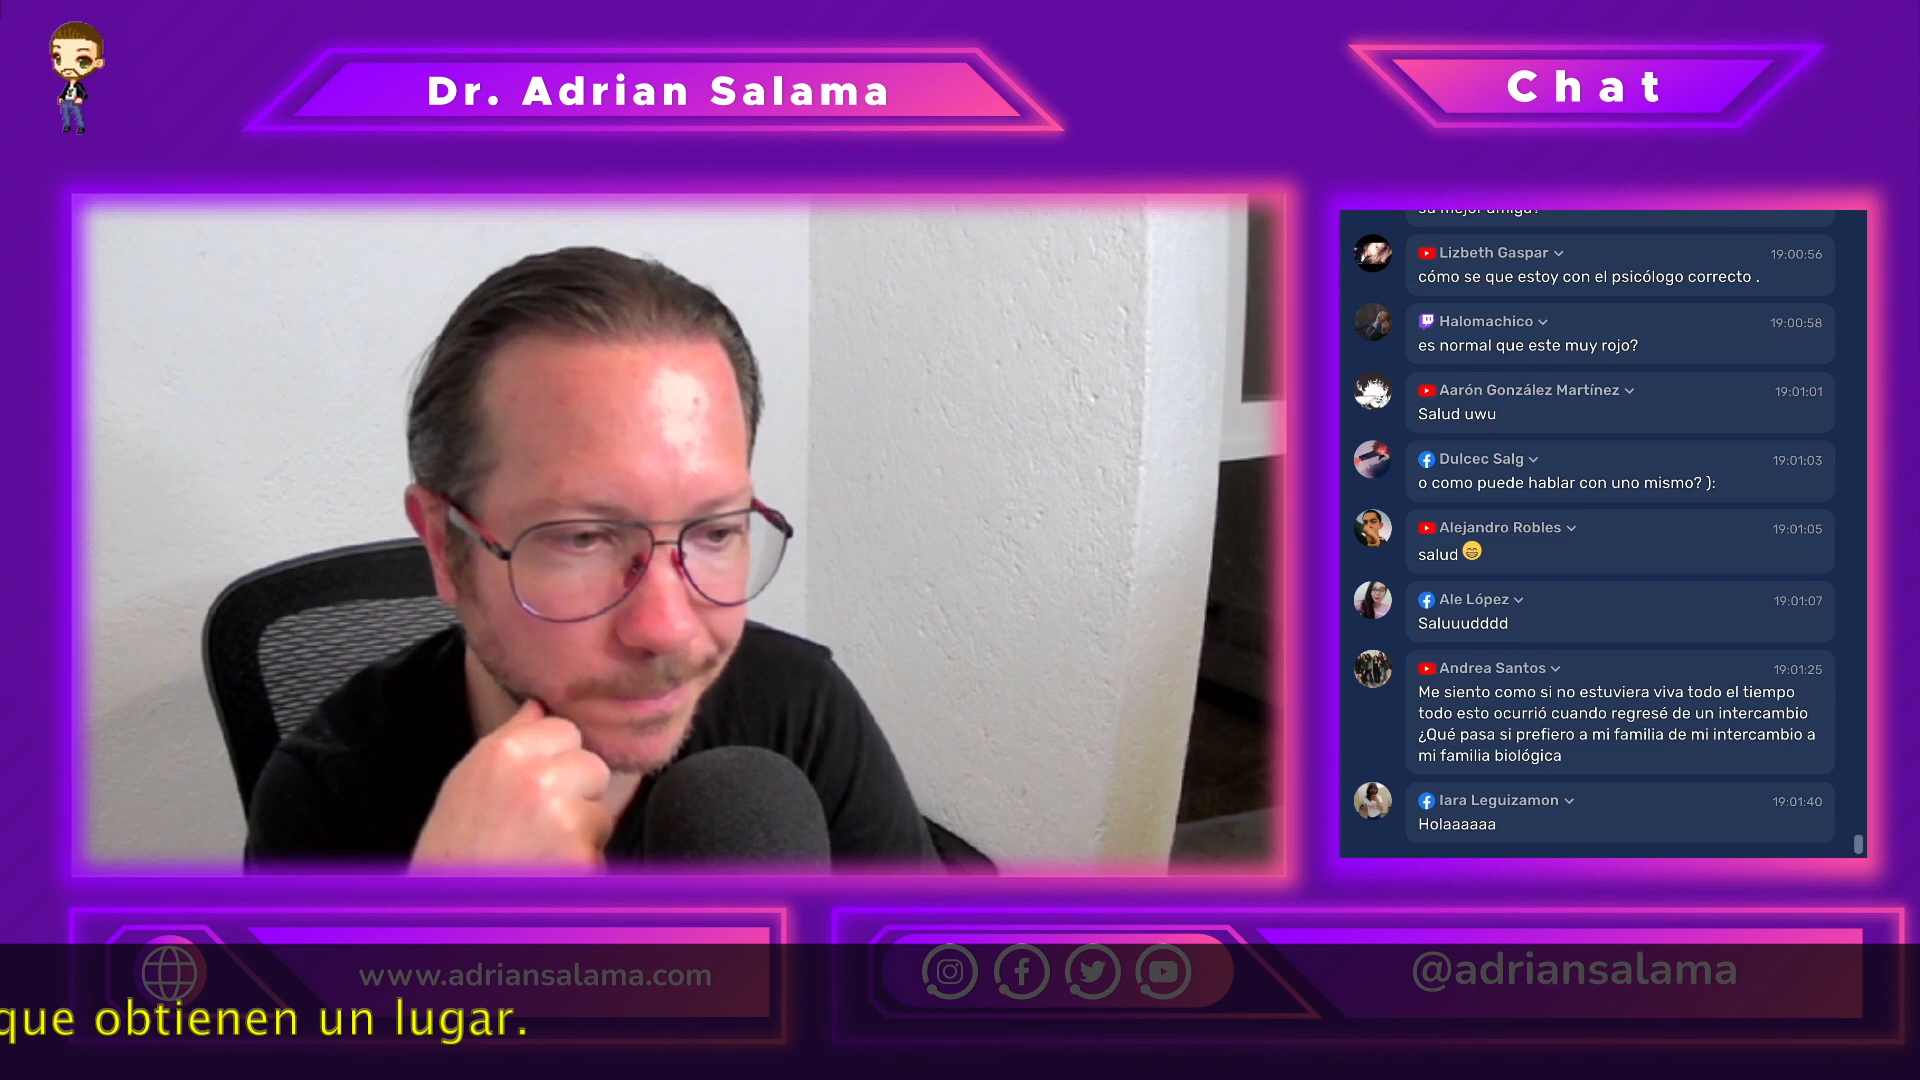 Dr. Adrian Salama
Chat
su mejor amiga?
Lizbeth Gaspar
19:00:56
cómo se que estoy con el psicólogo correcto .
Halomachico
19:00:58
es normal que este muy rojo?
Aarón González Martínez
19:01:01
Salud uwu
Dulcec Salg
19:01:03
o como puede hablar con uno mismo? ):
Alejandro Robles
19:01:05
salud 😄
Ale López
19:01:07
Saluuudddd
Andrea Santos
19:01:25
Me siento como si no estuviera viva todo el tiempo
todo esto ocurrió cuando regresé de un intercambio
¿Qué pasa si prefiero a mi familia de mi intercambio a
mi familia biológica
Iara Leguizamon
19:01:40
Holaaaaaa
www.adriansalama.com
@adriansalama
que obtienen un lugar.